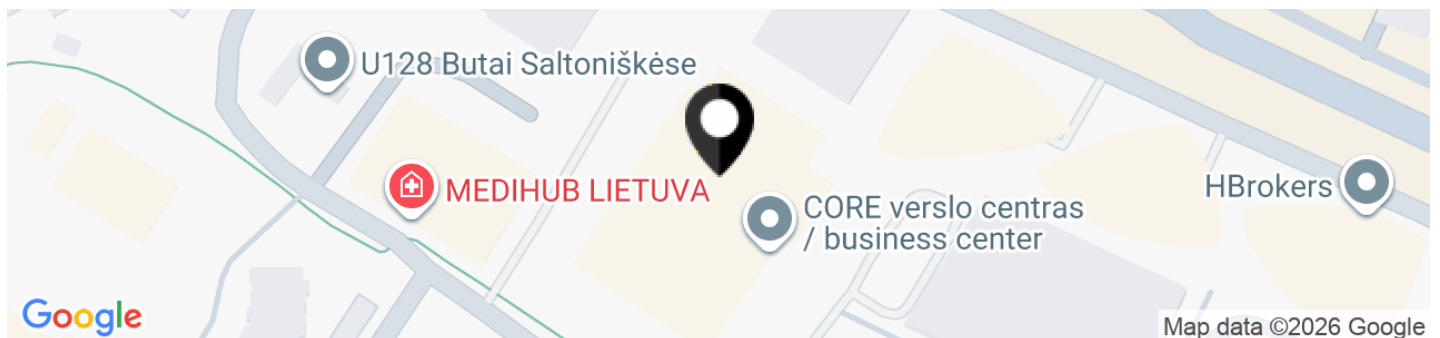 U128 Butai Saltoniškėse
MEDIHUB LIETUVA
CORE verslo centras
/ business center
HBrokers
Google
Map data ©2026 Google